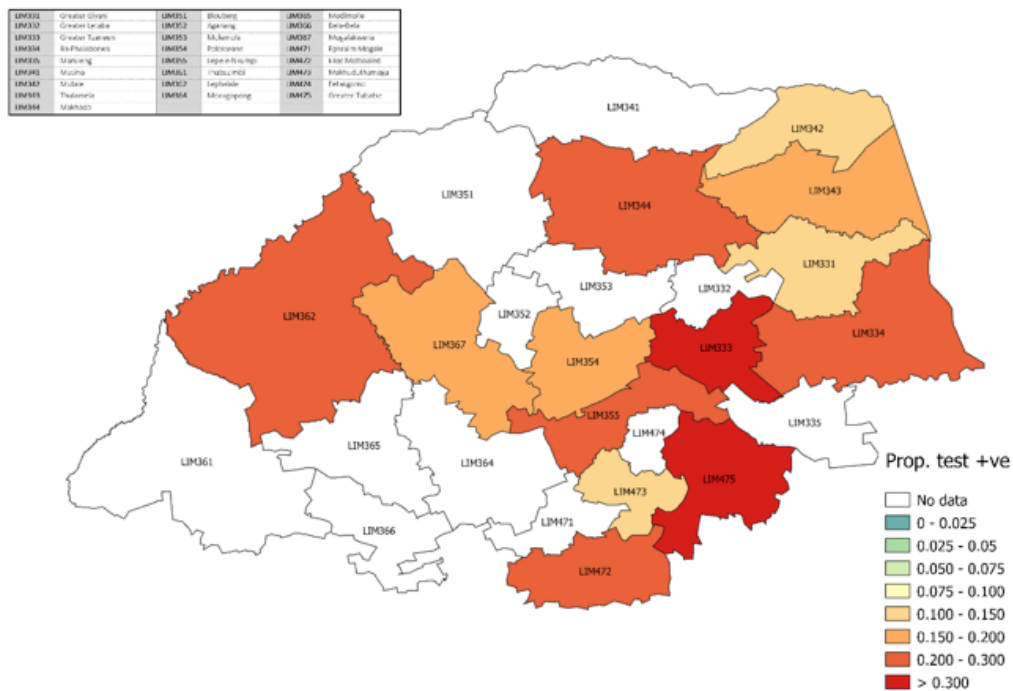 LIM331 Greater Giyani LIM351 Blouberg LIM365 Modimolle
LIM332 Greater Letaba LIM352 Aganang LIM366 Bela-Bela
LIM333 Greater Tzaneen LIM353 Molemole LIM367 Mogalakwena
LIM334 Ba-Phalaborwa LIM354 Polokwane LIM471 Ephraim Mogale
LIM335 Maruleng LIM355 Lepele-Nkumpi LIM472 Elias Motsoaledi
LIM341 Musina LIM361 Thabazimbi LIM473 Makhuduthamaga
LIM342 Mutale LIM362 Lephalale LIM474 Fetakgomo
LIM343 Thulamela LIM364 Mookgopong LIM475 Greater Tubatse
LIM344 Makhado
LIM341
LIM342
LIM351
LIM343
LIM344
LIM331
LIM353
LIM332
LIM352
LIM362
LIM334
LIM367
LIM333
LIM354
LIM355
LIM335
LIM474
LIM365
LIM361
LIM364
LIM475
LIM473
LIM471
LIM366
LIM472
Prop. test +ve
No data
0 - 0.025
0.025 - 0.05
0.050 - 0.075
0.075 - 0.100
0.100 - 0.150
0.150 - 0.200
0.200 - 0.300
> 0.300